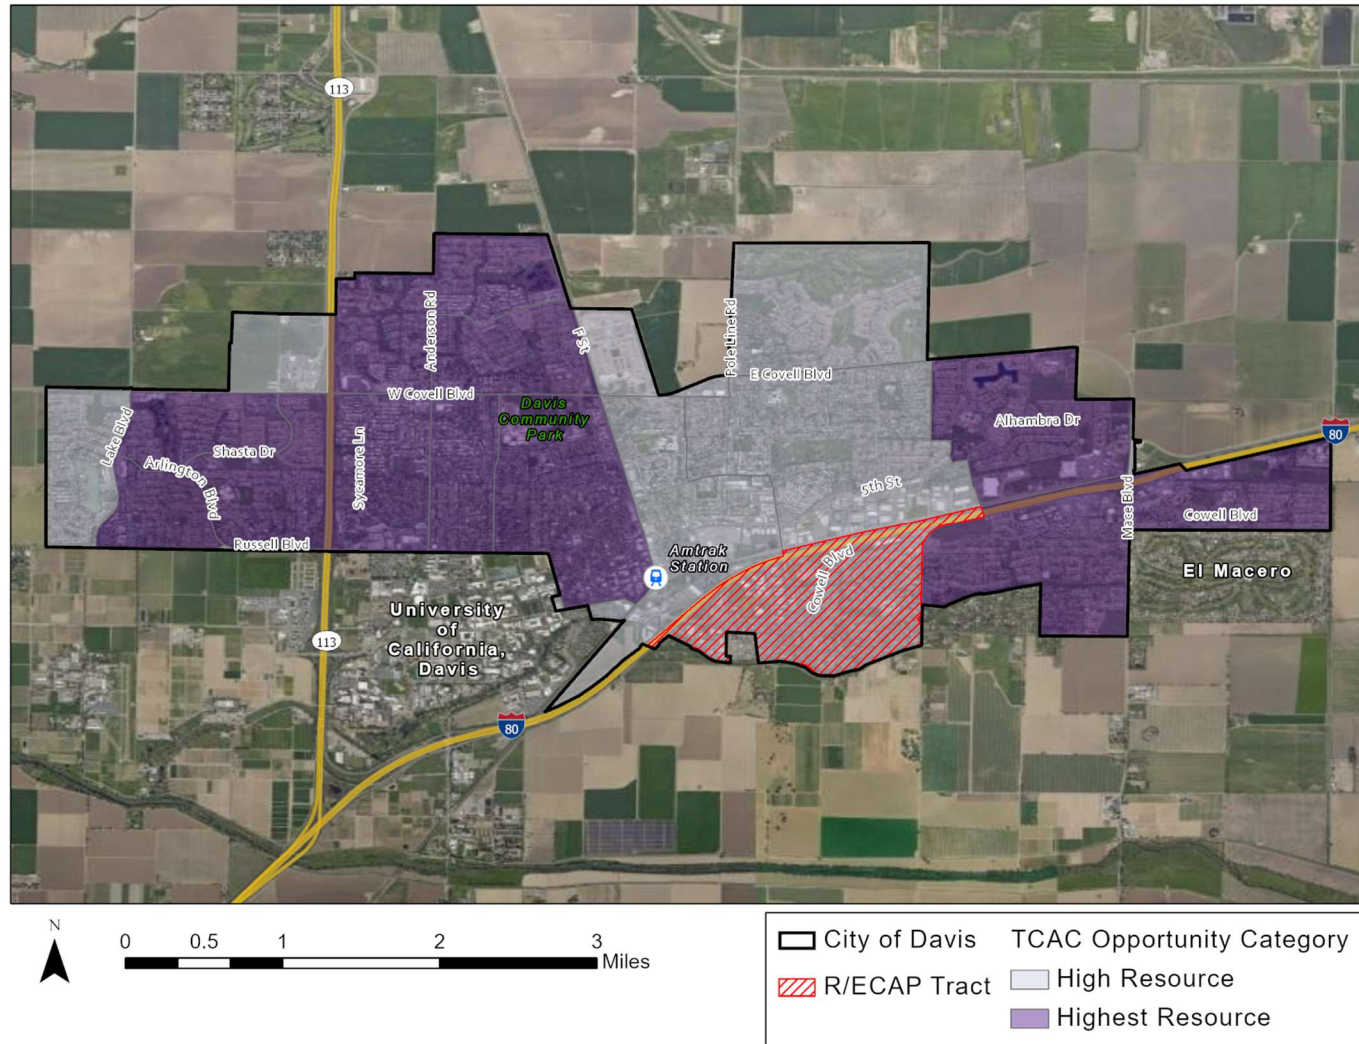 113
Anderson Rd
F St
Pole Line Rd
E Covell Blvd
W Covell Blvd
Davis
Community
Park
Lake Blvd
Shasta Dr
Arlington Blvd
Sycamore Ln
Alhambra Dr
80
5th St
Mace Blvd
Cowell Blvd
Russell Blvd
Amtrak
Station
Cowell Blvd
El Macero
University
of
California,
Davis
113
80
N
0 0.5 1 2 3
Miles
City of Davis
R/ECAP Tract
TCAC Opportunity Category
High Resource
Highest Resource